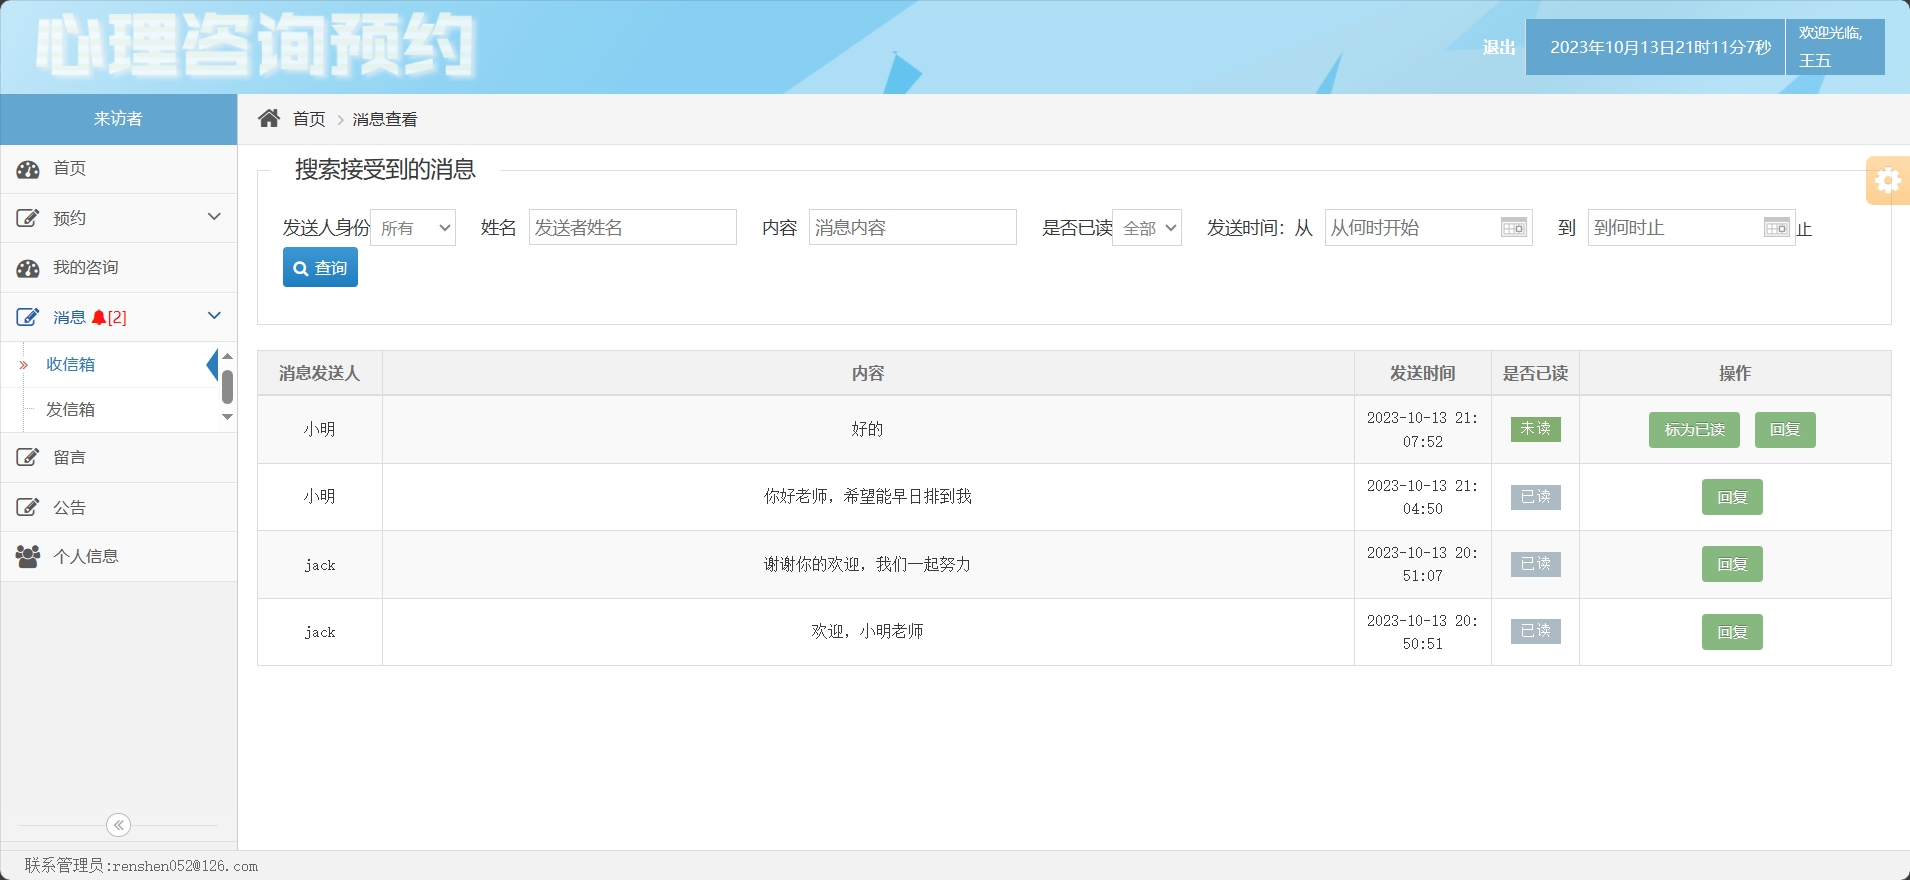 心理咨询预约
退出
2023年10月13日21时11分7秒
欢迎光临,
王五
来访者
首页
消息查看
首页
预约
我的咨询
消息 [2]
收信箱
发信箱
留言
公告
个人信息
搜索接受到的消息
发送人身份 所有 姓名 发送者姓名 内容 消息内容 是否已读 全部 发送时间：从 从何时开始 到 到何时止 止
查询
消息发送人 内容 发送时间 是否已读 操作
小明 好的 2023-10-13 21:
07:52 未读 标为已读 回复
小明 你好老师，希望能早日排到我 2023-10-13 21:
04:50 已读 回复
jack 谢谢你的欢迎，我们一起努力 2023-10-13 20:
51:07 已读 回复
jack 欢迎，小明老师 2023-10-13 20:
50:51 已读 回复
联系管理员:renshen052@126.com